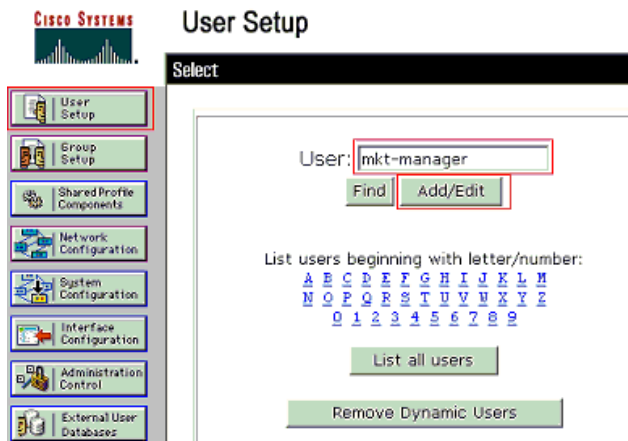 CISCO SYSTEMS
User Setup
Select
User
Setup
Group
Setup
Shared Profile
Components
Network
Configuration
System
Configuration
Interface
Configuration
Administration
Control
External User
Databases
User: mkt-manager
Find Add/Edit
List users beginning with letter/number:
A B C D E F G H I J K L M
N O P Q R S T U V W X Y Z
0 1 2 3 4 5 6 7 8 9
List all users
Remove Dynamic Users